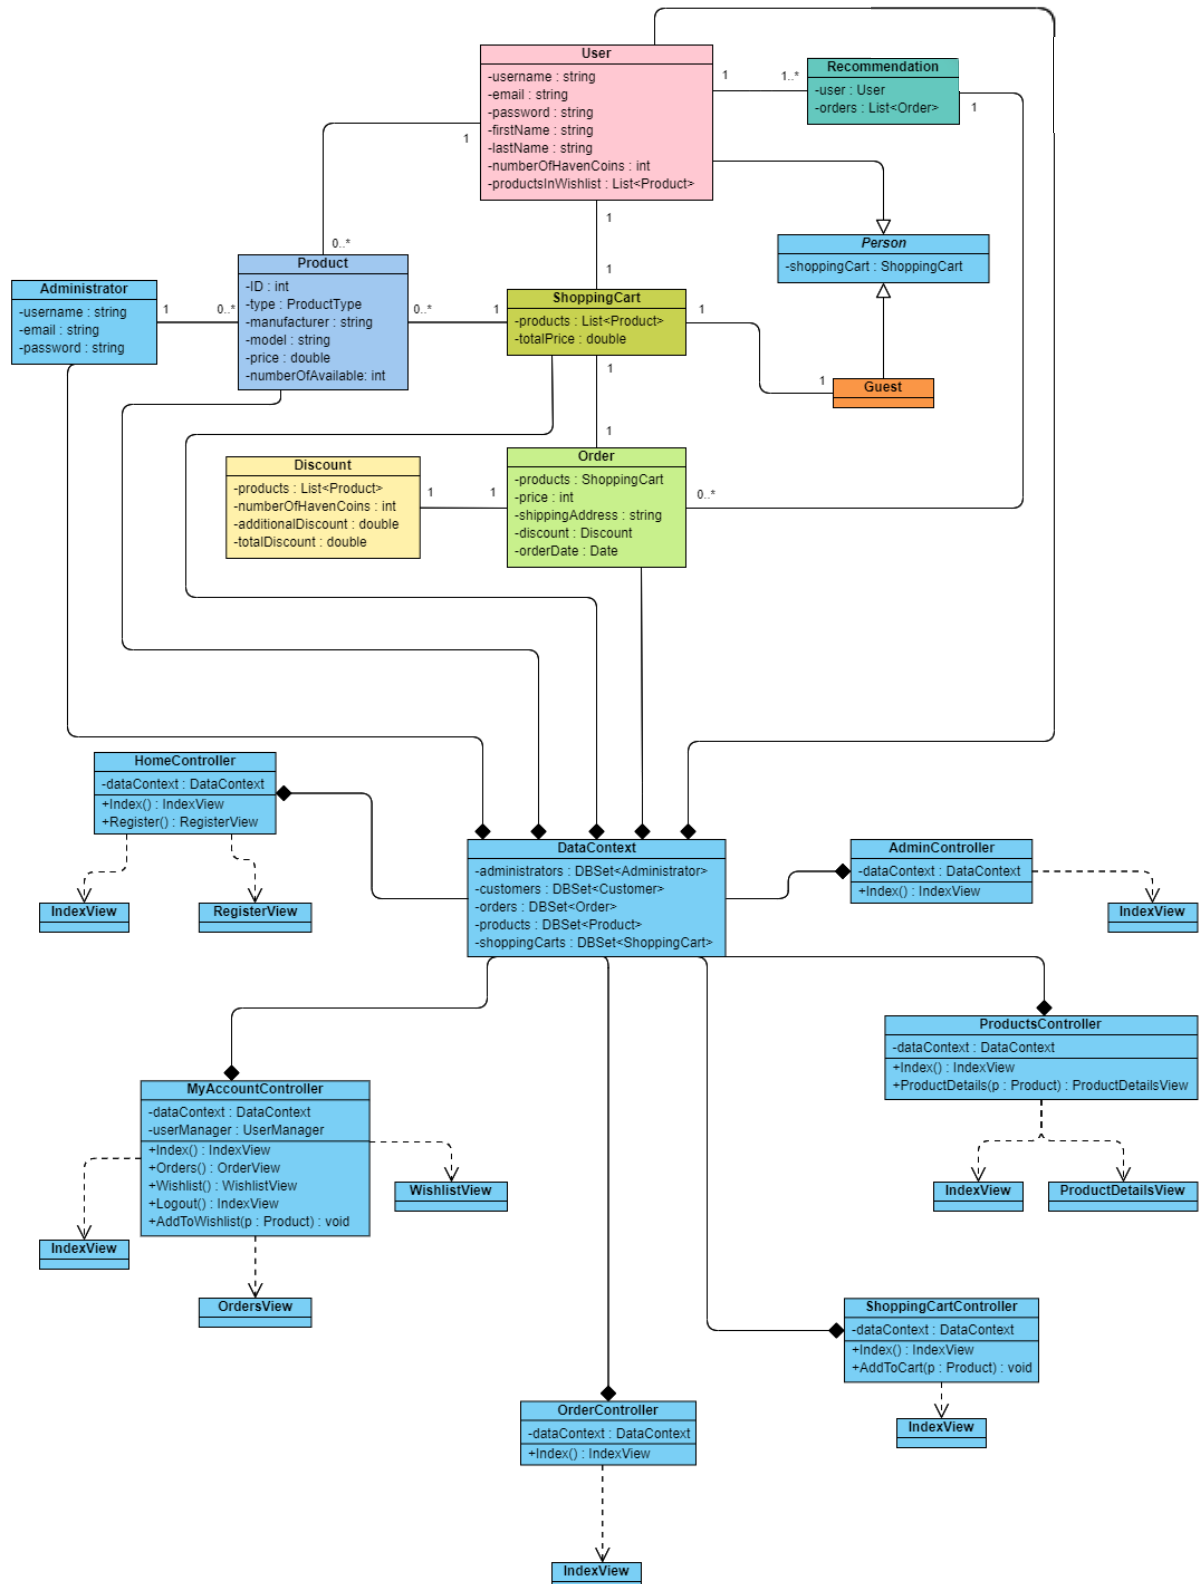 User
-username : string
-email : string
-password : string
-firstName : string
-lastName : string
-numberOfHavenCoins : int
-productsInWishlist : List<Product>
1
1..*
Recommendation
-user : User
-orders : List<Order>
1
1
0..*
1
Person
-shoppingCart : ShoppingCart
Product
-ID : int
-type : ProductType
-manufacturer : string
-model : string
-price : double
-numberOfAvailable: int
Administrator
-username : string
-email : string
-password : string
1
0..*
0..*
1
1
ShoppingCart
-products : List<Product>
-totalPrice : double
1
1
Guest
1
1
Discount
-products : List<Product>
-numberOfHavenCoins : int
-additionalDiscount : double
-totalDiscount : double
1
1
Order
-products : ShoppingCart
-price : int
-shippingAddress : string
-discount : Discount
-orderDate : Date
0..*
HomeController
-dataContext : DataContext
+Index() : IndexView
+Register() : RegisterView
IndexView
RegisterView
DataContext
-administrators : DBSet<Administrator>
-customers : DBSet<Customer>
-orders : DBSet<Order>
-products : DBSet<Product>
-shoppingCarts : DBSet<ShoppingCart>
AdminController
-dataContext : DataContext
+Index() : IndexView
IndexView
ProductsController
-dataContext : DataContext
+Index() : IndexView
+ProductDetails(p : Product) : ProductDetailsView
IndexView
ProductDetailsView
MyAccountController
-dataContext : DataContext
-userManager : UserManager
+Index() : IndexView
+Orders() : OrderView
+Wishlist() : WishlistView
+Logout() : IndexView
+AddToWishlist(p : Product) : void
WishlistView
IndexView
OrdersView
ShoppingCartController
-dataContext : DataContext
+Index() : IndexView
+AddToCart(p : Product) : void
IndexView
OrderController
-dataContext : DataContext
+Index() : IndexView
IndexView